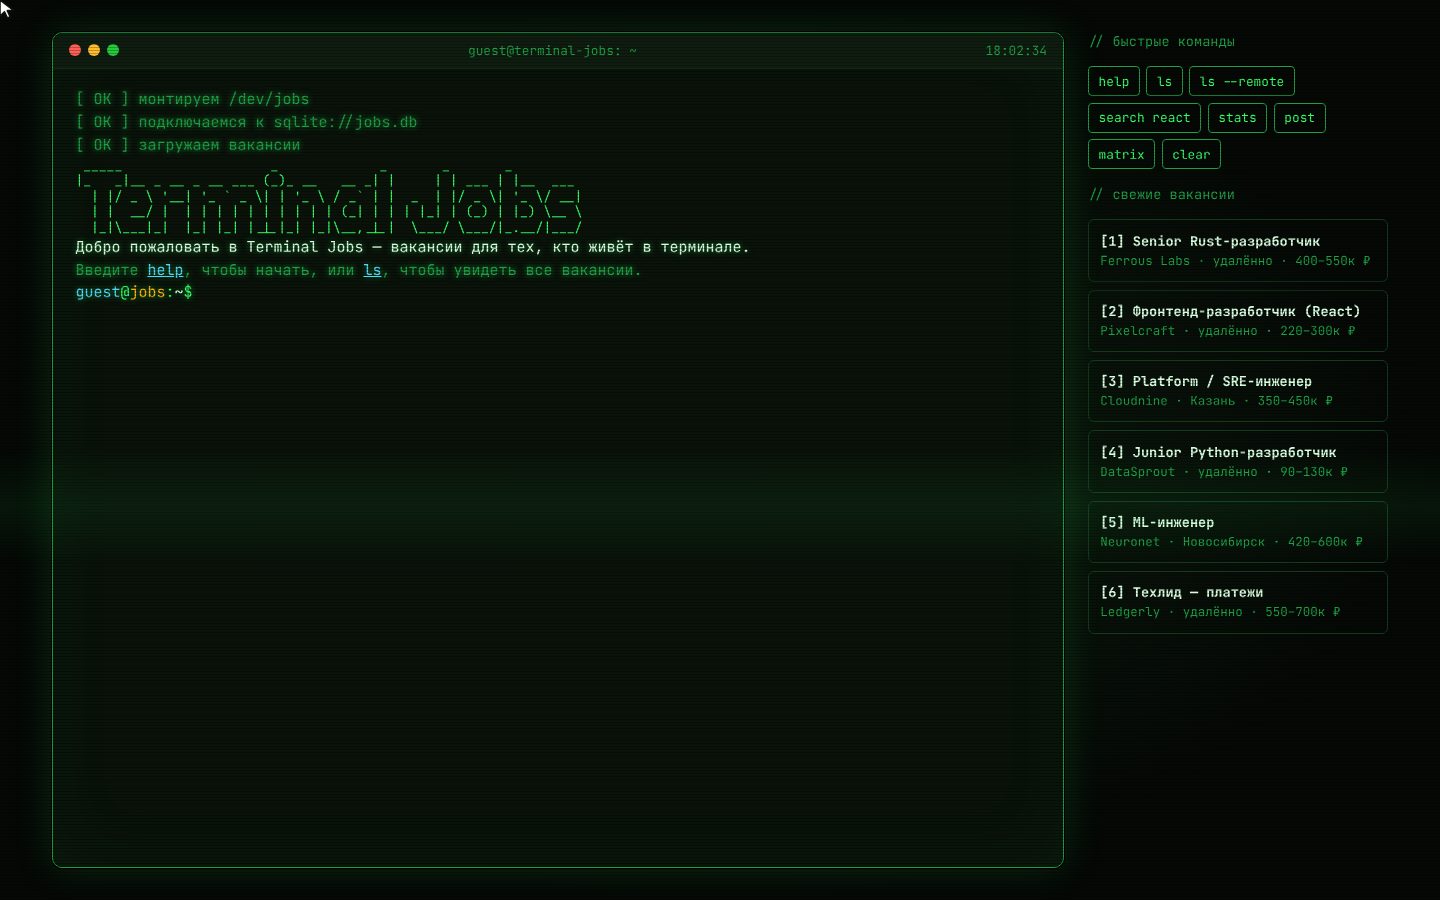 guest@terminal-jobs: ~
18:02:34
[ OK ] монтируем /dev/jobs
[ OK ] подключаемся к sqlite://jobs.db
[ OK ] загружаем вакансии
Terminal Jobs
Добро пожаловать в Terminal Jobs — вакансии для тех, кто живёт в терминале.
Введите help, чтобы начать, или ls, чтобы увидеть все вакансии.
guest@jobs:~$
// быстрые команды
help ls ls --remote
search react stats post
matrix clear
// свежие вакансии
[1] Senior Rust-разработчик
Ferrous Labs · удалённо · 400–550к ₽
[2] Фронтенд-разработчик (React)
Pixelcraft · удалённо · 220–300к ₽
[3] Platform / SRE-инженер
Cloudnine · Казань · 350–450к ₽
[4] Junior Python-разработчик
DataSprout · удалённо · 90–130к ₽
[5] ML-инженер
Neuronet · Новосибирск · 420–600к ₽
[6] Техлид — платежи
Ledgerly · удалённо · 550–700к ₽